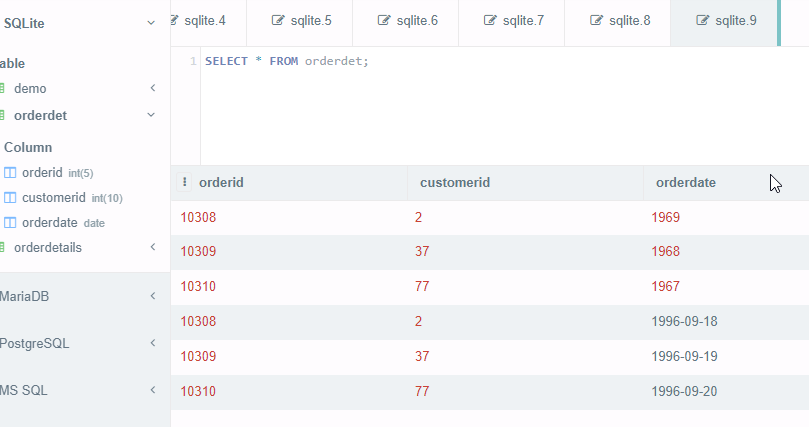 SQLite
sqlite.4 sqlite.5 sqlite.6 sqlite.7 sqlite.8 sqlite.9
able
demo
orderdet
Column
orderid int(5)
customerid int(10)
orderdate date
orderdetails
MariaDB
PostgreSQL
MS SQL
1 SELECT * FROM orderdet;
orderid customerid orderdate
10308 2 1969
10309 37 1968
10310 77 1967
10308 2 1996-09-18
10309 37 1996-09-19
10310 77 1996-09-20